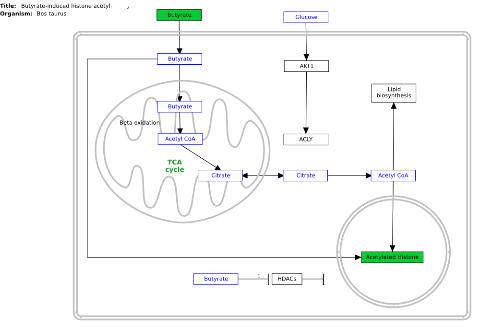 Title: Butyrate-induced histone acetyl-
Organism: Bos taurus
Butyrate
Glucose
Butyrate
AKT1
Lipid
biosynthesis
Butyrate
Beta oxidation
Acetyl CoA
ACLY
TCA
cycle
Citrate
Citrate
Acetyl CoA
Acetylated Histone
Butyrate
1
HDACs